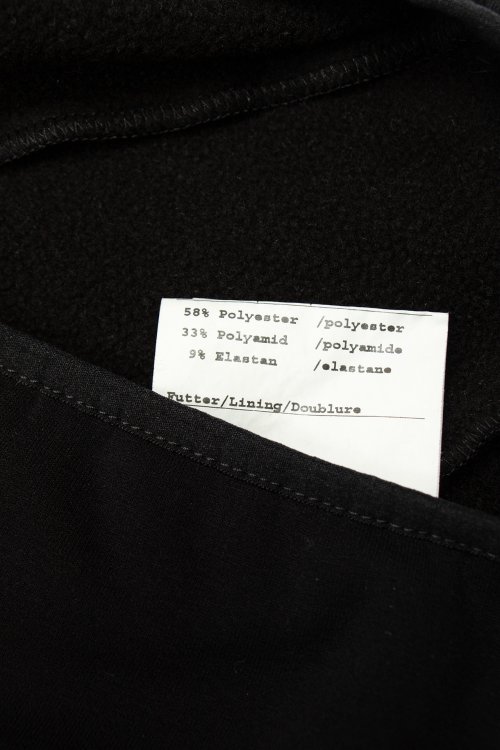 58% Polyester /polyester
33% Polyamid /polyamide
9% Elastan /elastane
Futter/Lining/Doublure